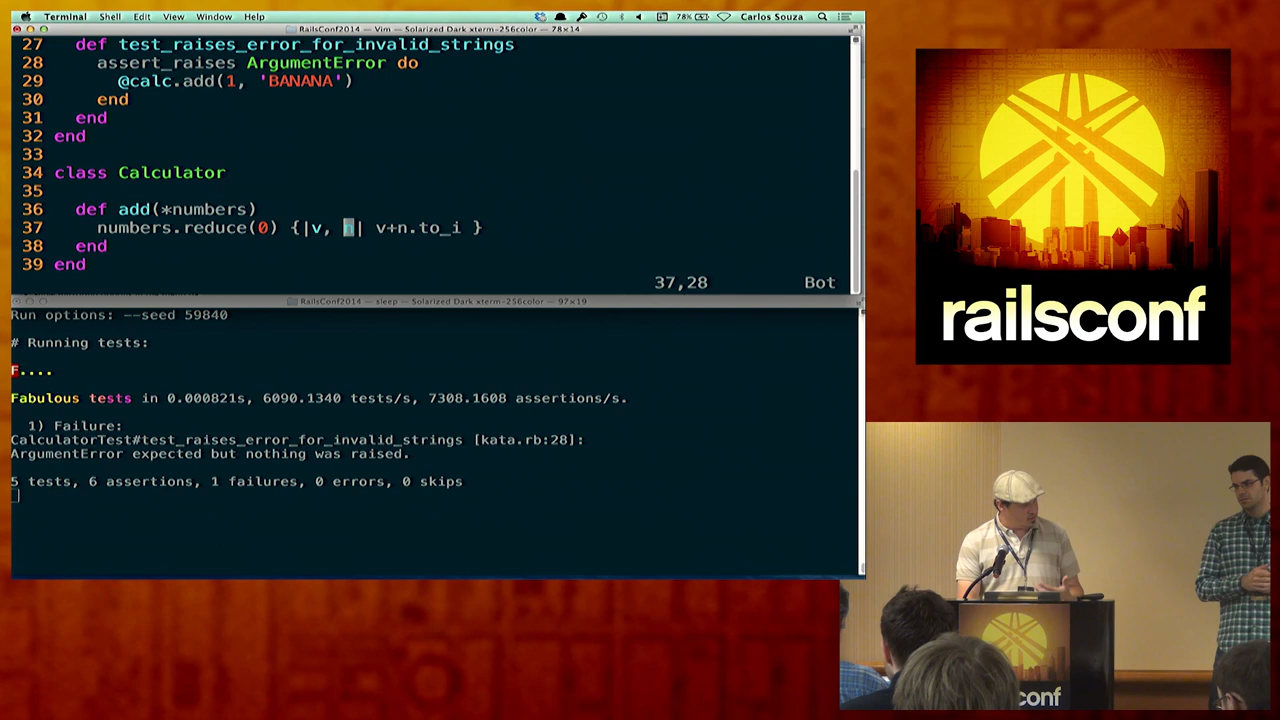 Terminal Shell Edit View Window Help 78% Carlos Souza
RailsConf2014 — Vim — Solarized Dark xterm-256color — 78×14
27 def test_raises_error_for_invalid_strings
28 assert_raises ArgumentError do
29 @calc.add(1, 'BANANA')
30 end
31 end
32 end
33
34 class Calculator
35
36 def add(*numbers)
37 numbers.reduce(0) {|v, n| v+n.to_i }
38 end
39 end
37,28 Bot
RailsConf2014 — sleep — Solarized Dark xterm-256color — 97×19
Run options: --seed 59840
# Running tests:
F....
Fabulous tests in 0.000821s, 6090.1340 tests/s, 7308.1608 assertions/s.
1) Failure:
CalculatorTest#test_raises_error_for_invalid_strings [kata.rb:28]:
ArgumentError expected but nothing was raised.
5 tests, 6 assertions, 1 failures, 0 errors, 0 skips
railsconf
conf